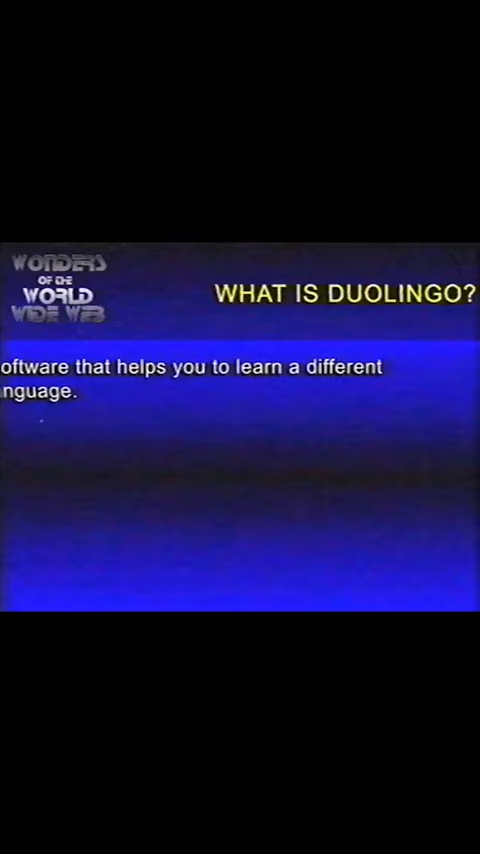 WONDERS
OF THE
WORLD
WIDE WEB
WHAT IS DUOLINGO?
oftware that helps you to learn a different
nguage.